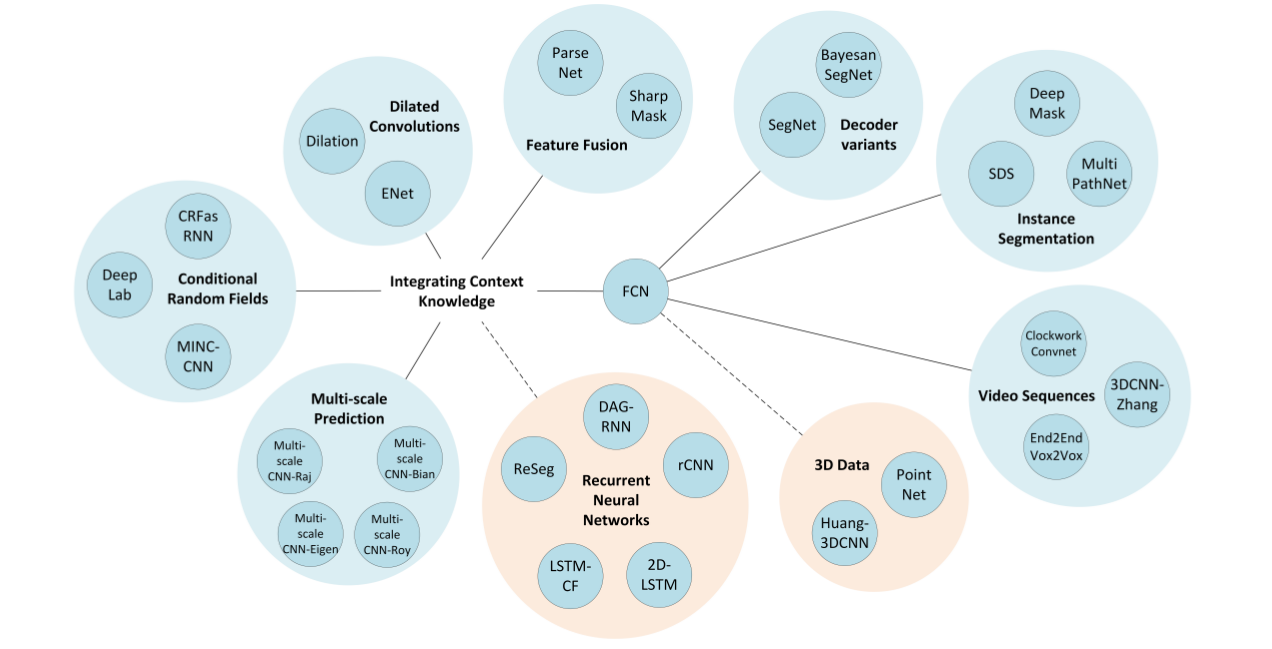 Dilated
Convolutions
Dilation
ENet
Parse
Net
Sharp
Mask
Feature Fusion
Bayesan
SegNet
SegNet
Decoder
variants
Deep
Mask
SDS
Multi
PathNet
Instance
Segmentation
CRFas
RNN
Deep
Lab
Conditional
Random Fields
MINC-
CNN
Integrating Context
Knowledge
FCN
Clockwork
Convnet
Video Sequences
3DCNN-
Zhang
End2End
Vox2Vox
Multi-scale
Prediction
Multi-
scale
CNN-Raj
Multi-
scale
CNN-Bian
Multi-
scale
CNN-Eigen
Multi-
scale
CNN-Roy
DAG-
RNN
ReSeg
rCNN
Recurrent
Neural
Networks
LSTM-
CF
2D-
LSTM
3D Data
Point
Net
Huang-
3DCNN